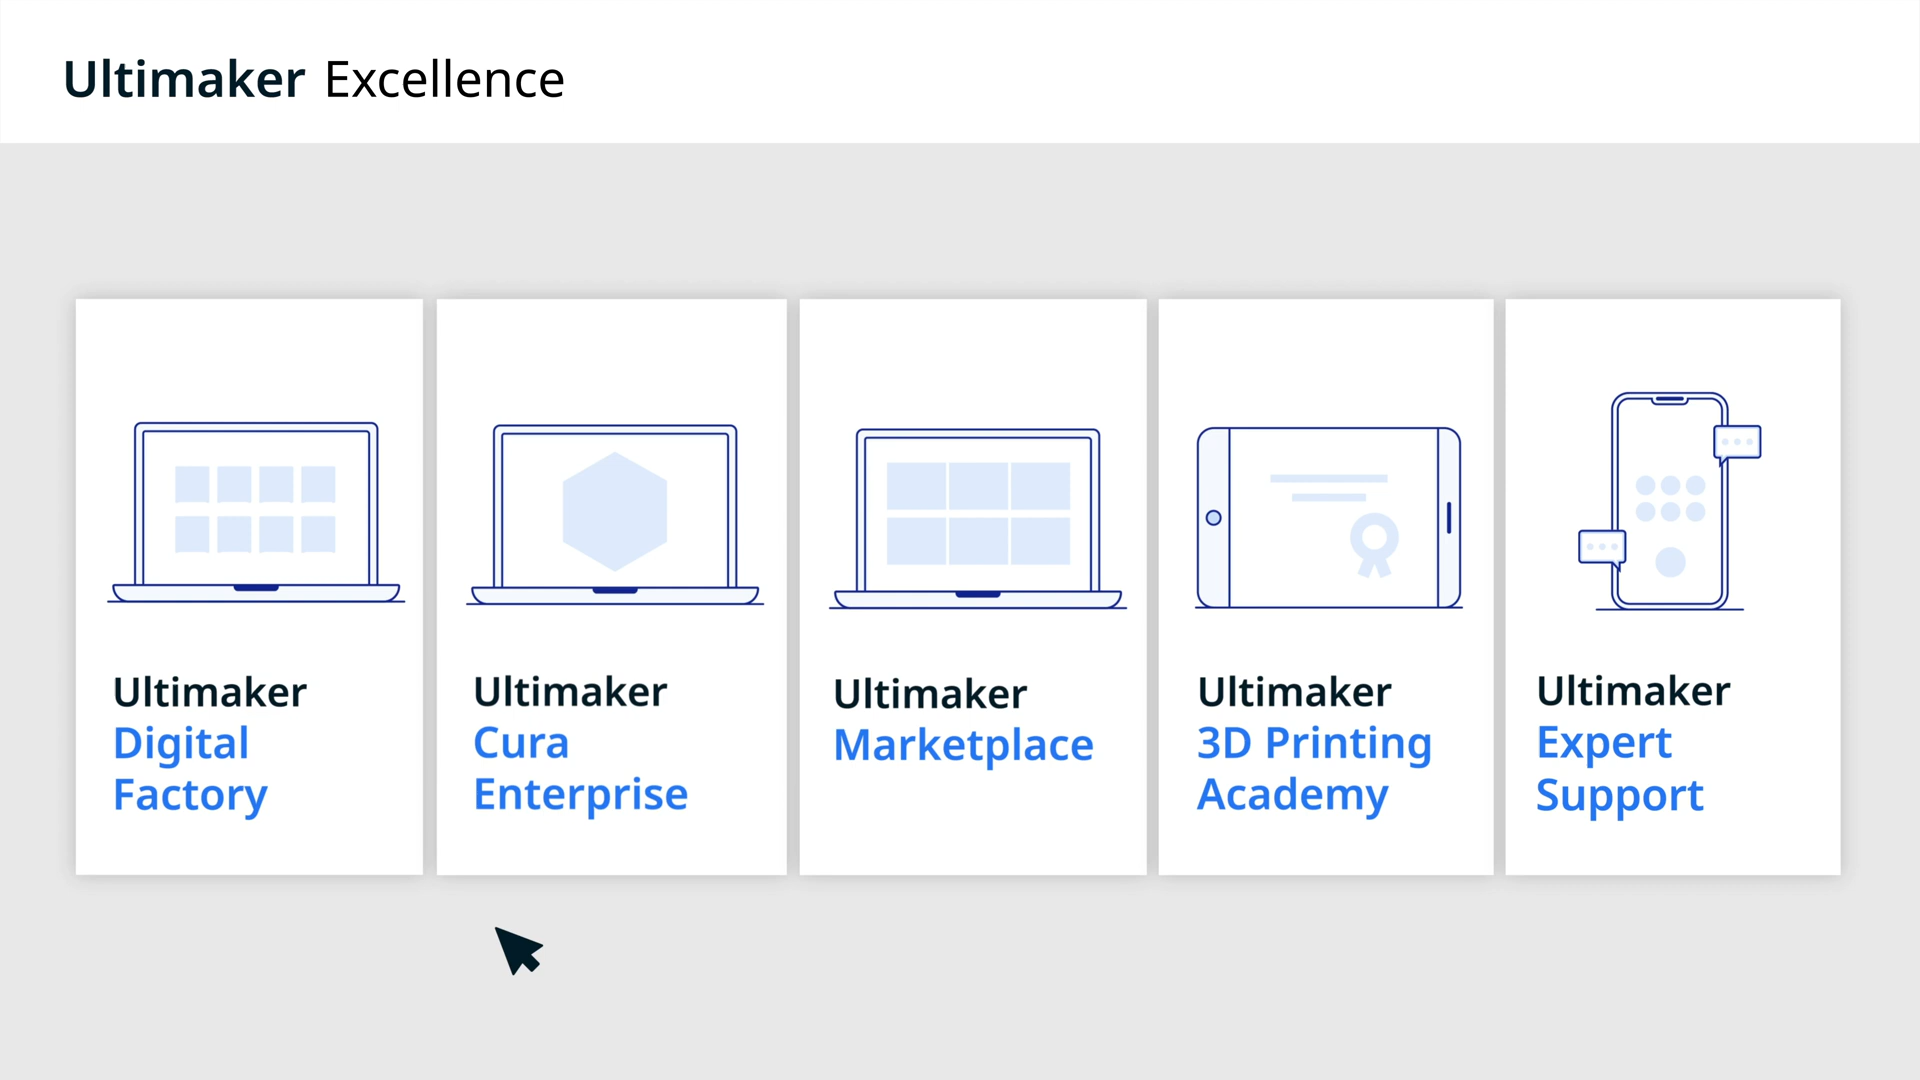 Ultimaker Excellence
Ultimaker
Digital
Factory
Ultimaker
Cura
Enterprise
Ultimaker
Marketplace
Ultimaker
3D Printing
Academy
Ultimaker
Expert
Support